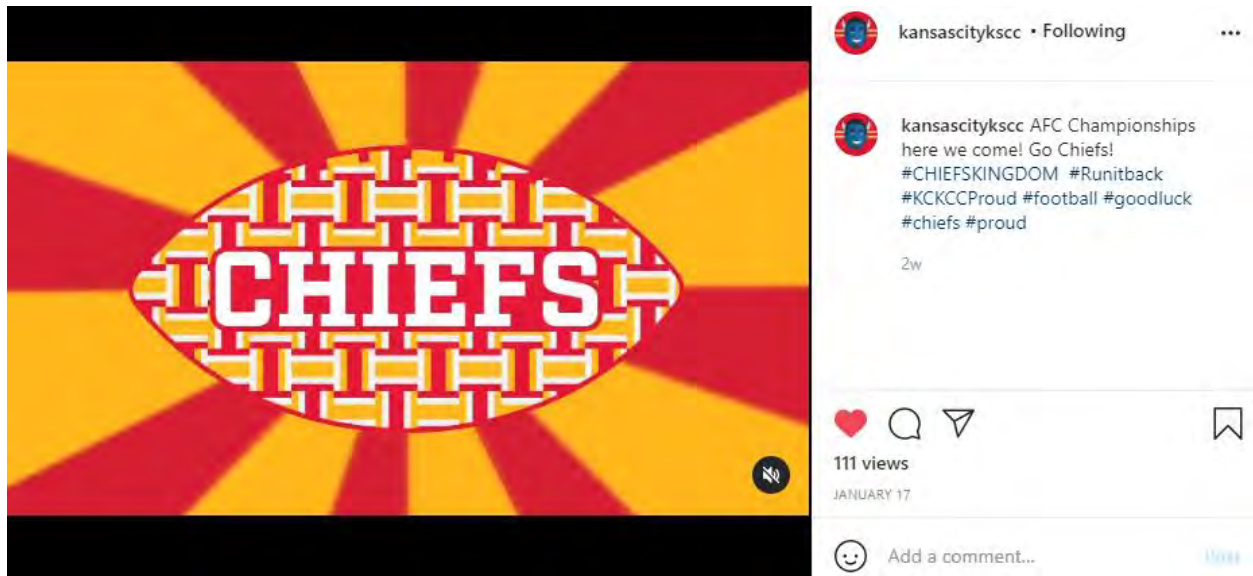 CHIEFS
kansascitykscc • Following
kansascitykscc AFC Championships
here we come! Go Chiefs!
#CHIEFSKINGDOM #Runitback
#KCKCCProud #football #goodluck
#chiefs #proud
2w
111 views
JANUARY 17
Add a comment...